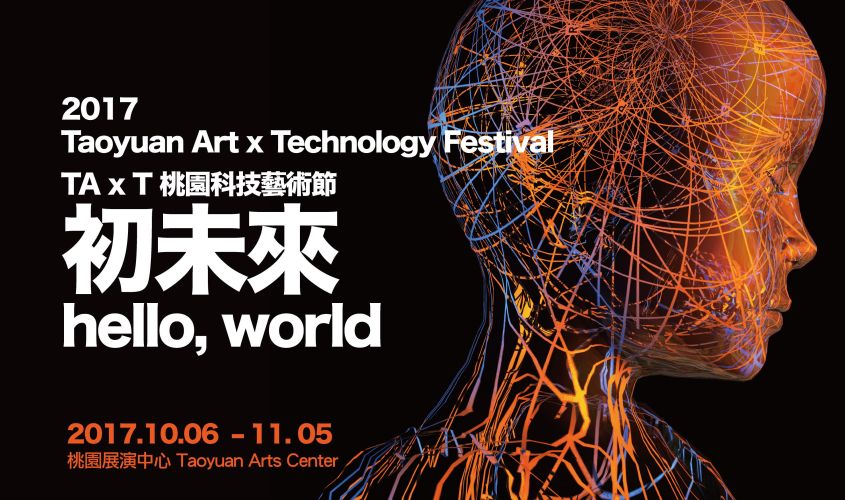 2017
Taoyuan Art x Technology Festival
TA x T 桃園科技藝術節
初未來
hello, world
2017.10.06 – 11. 05
桃園展演中心 Taoyuan Arts Center